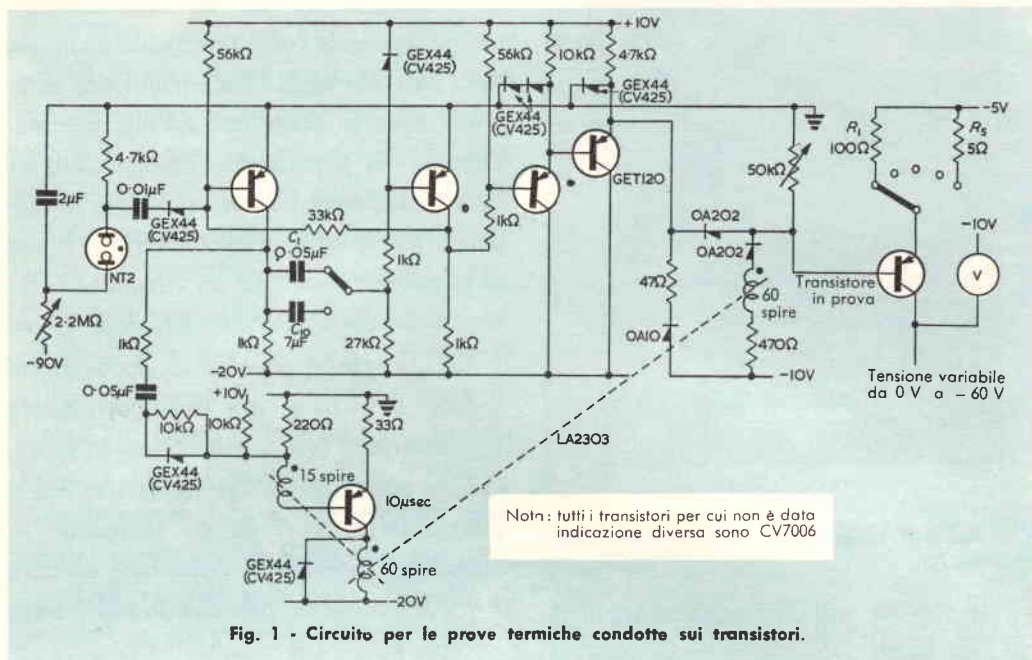 +10V
56kΩ
GEX44
(CV425)
56kΩ
10kΩ
47kΩ
GEX44
(CV425)
GEX44
(CV425)
-5V
R₁
100Ω
R₅
5Ω
4·7kΩ
2μF
0·01μF
GEX44
(CV425)
NT2
2·2MΩ
-90V
33kΩ
C₁
0·05μF
C₁₀
7μF
1kΩ
1kΩ
27kΩ
1kΩ
1kΩ
1kΩ
-20V
GET120
50kΩ
OA202
OA202
47Ω
60
spire
OA10
470Ω
-10V
-10V
V
Transistore
in prova
Tensione variabile
da 0 V a – 60 V
0·05μF
10kΩ
GEX44
(CV425)
+10V
10kΩ
220Ω
33Ω
15 spire
10μsec
LA2303
GEX44
(CV425)
60 spire
-20V
Nota: tutti i transistori per cui non è data
indicazione diversa sono CV7006
Fig. 1 - Circuito per le prove termiche condotte sui transistori.